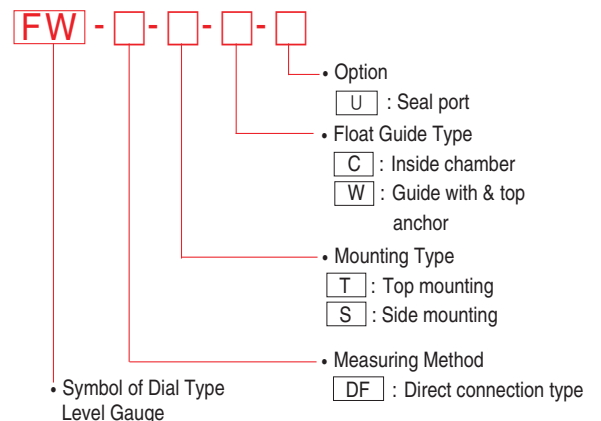 FW - □ - □ - □ - □
• Option
U : Seal port
• Float Guide Type
C : Inside chamber
W : Guide with & top
anchor
• Mounting Type
T : Top mounting
S : Side mounting
• Measuring Method
DF : Direct connection type
• Symbol of Dial Type
Level Gauge